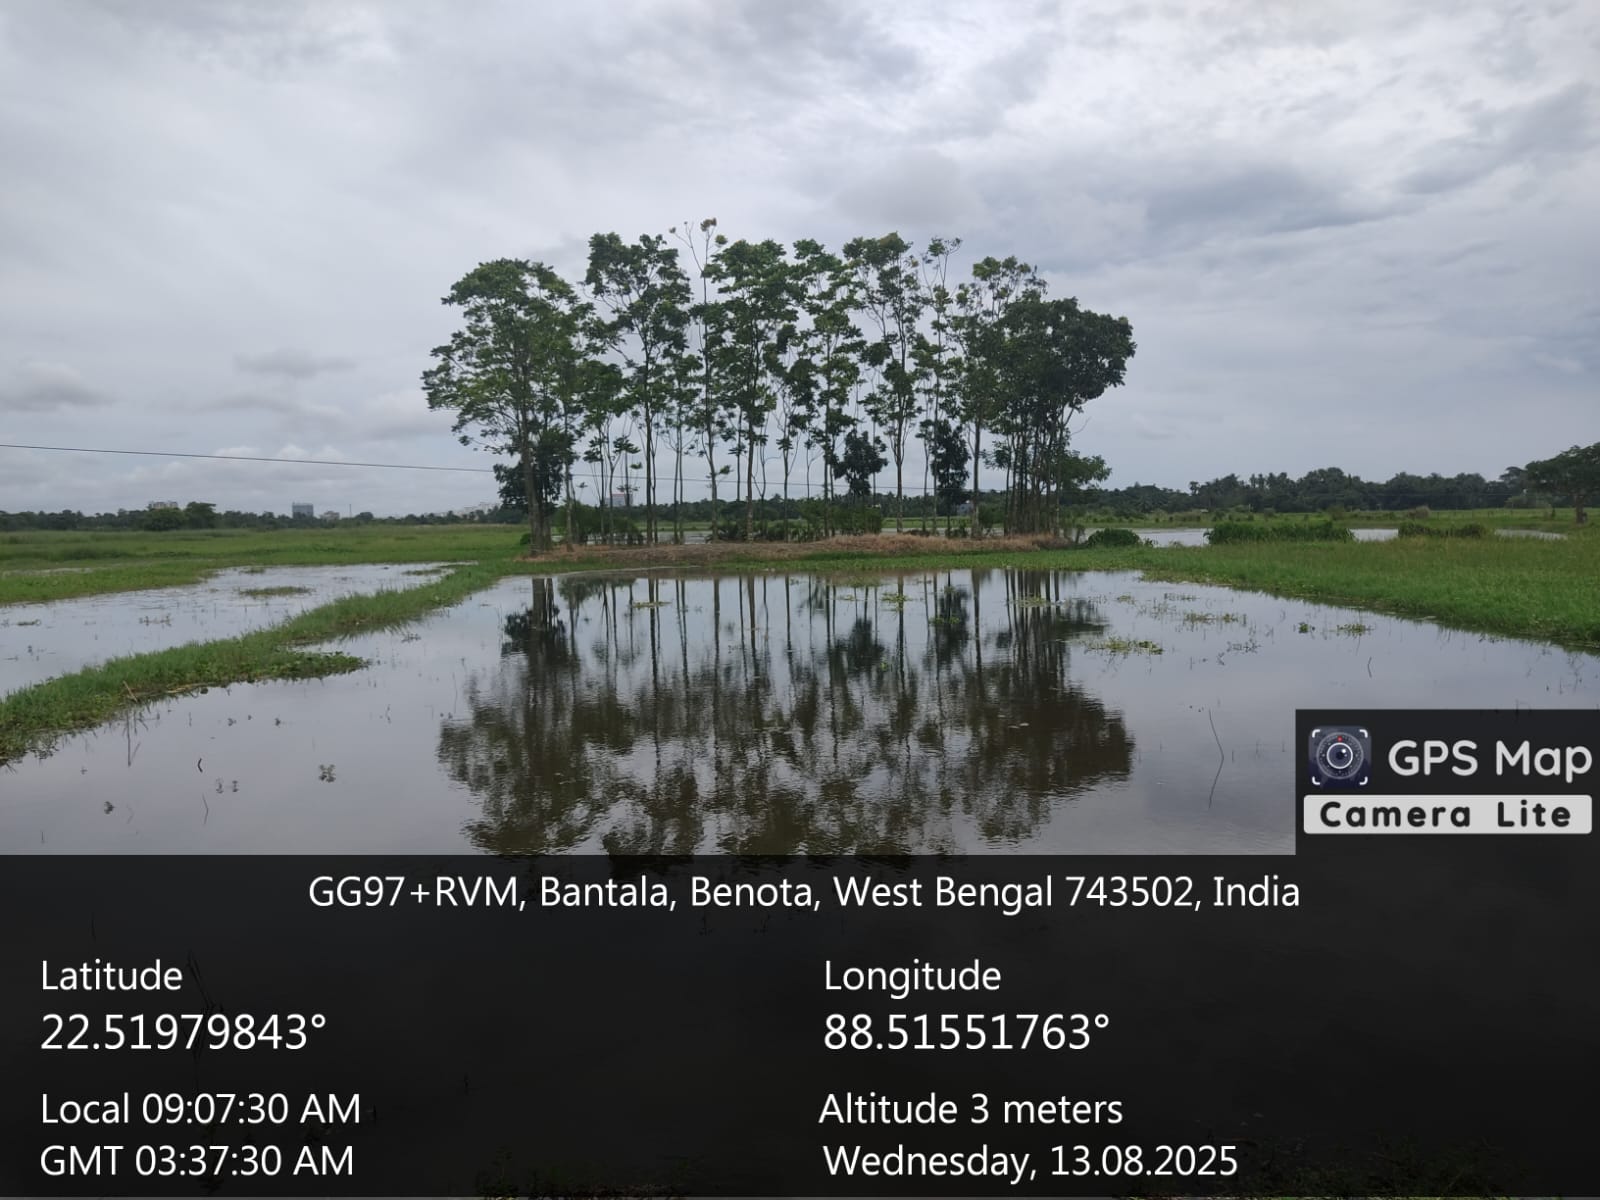 GPS Map
Camera Lite
GG97+RVM, Bantala, Benota, West Bengal 743502, India
Latitude
22.51979843°
Longitude
88.51551763°
Local 09:07:30 AM
GMT 03:37:30 AM
Altitude 3 meters
Wednesday, 13.08.2025